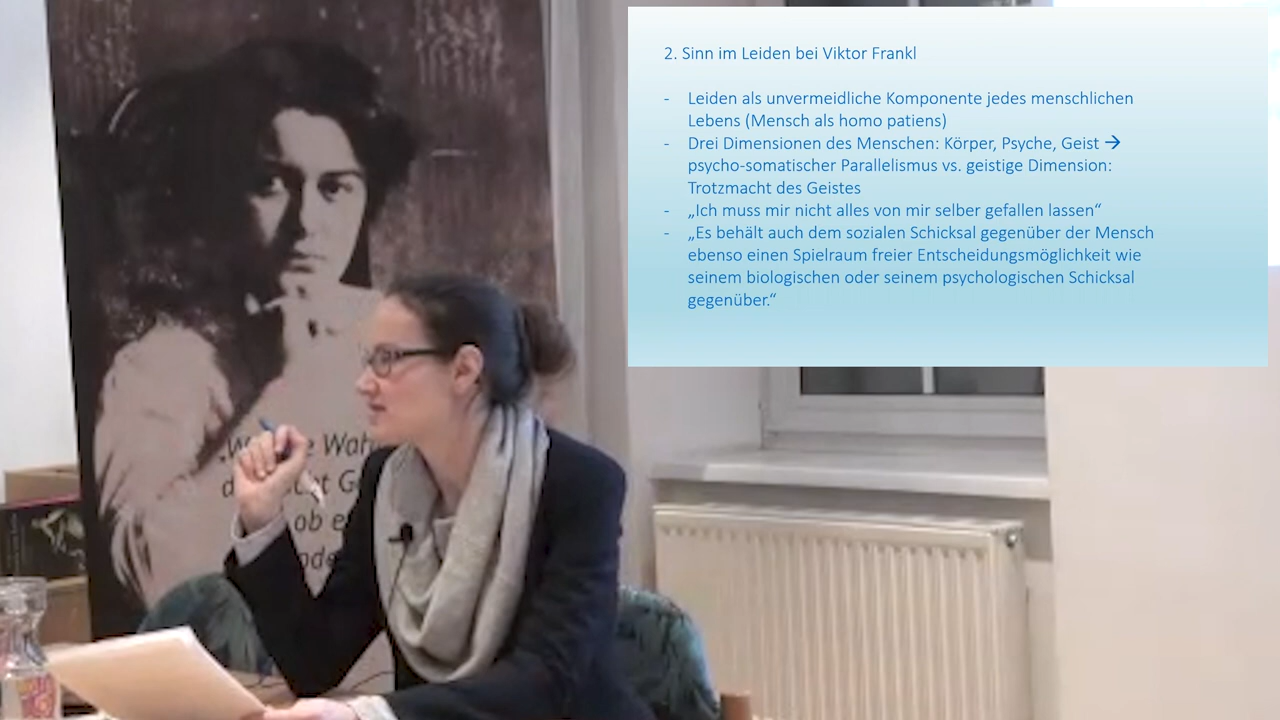 2. Sinn im Leiden bei Viktor Frankl
- Leiden als unvermeidliche Komponente jedes menschlichen
Lebens (Mensch als homo patiens)
- Drei Dimensionen des Menschen: Körper, Psyche, Geist →
psycho-somatischer Parallelismus vs. geistige Dimension:
Trotzmacht des Geistes
- „Ich muss mir nicht alles von mir selber gefallen lassen“
- „Es behält auch dem sozialen Schicksal gegenüber der Mensch
ebenso einen Spielraum freier Entscheidungsmöglichkeit wie
seinem biologischen oder seinem psychologischen Schicksal
gegenüber.“
ob